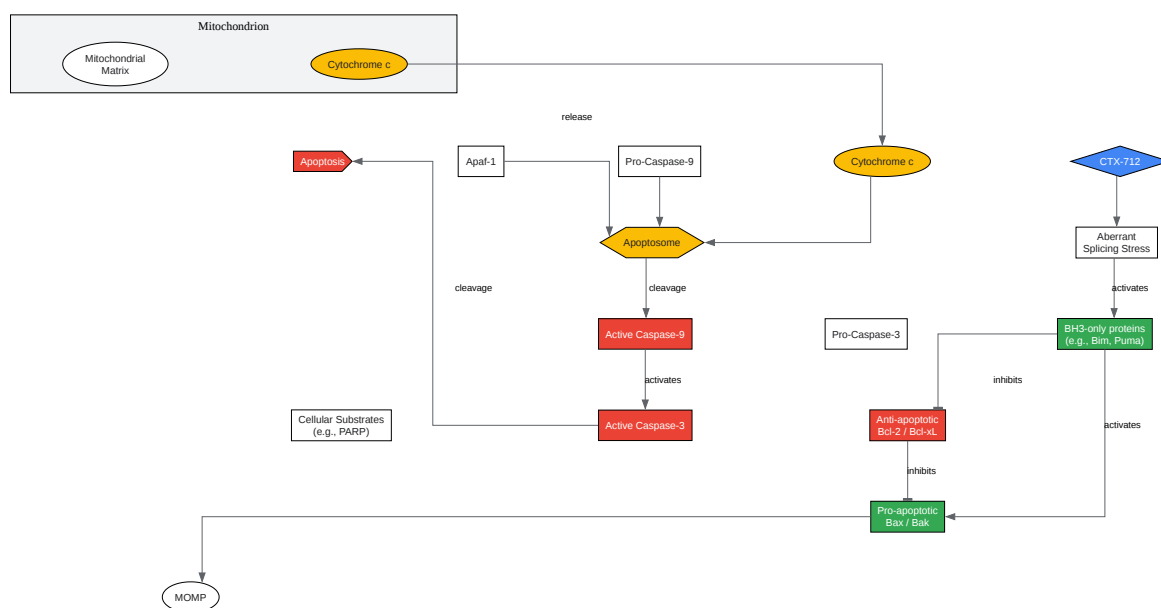 Mitochondrion
Mitochondrial
Matrix
Cytochrome c
release
Apoptosis
Apaf-1
Pro-Caspase-9
Cytochrome c
CTX-712
Apoptosome
Aberrant
Splicing Stress
cleavage
cleavage
activates
Active Caspase-9
Pro-Caspase-3
BH3-only proteins
(e.g., Bim, Puma)
activates
inhibits
Cellular Substrates
(e.g., PARP)
Active Caspase-3
Anti-apoptotic
Bcl-2 / Bcl-xL
activates
inhibits
Pro-apoptotic
Bax / Bak
MOMP